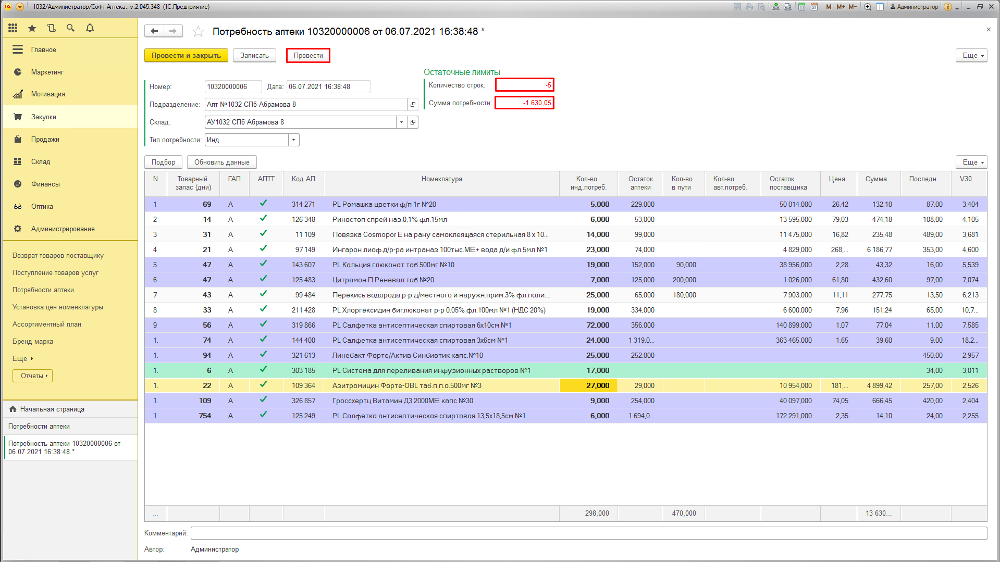 1032/Администратор/Софт-Аптека:, v.2.045.348 (1С:Предприятие)
M M+ M- Администратор
Главное
Маркетинг
Мотивация
Закупки
Продажи
Склад
Финансы
Оптика
Администрирование
Возврат товаров поставщику
Поступление товаров услуг
Потребности аптеки
Установка цен номенклатуры
Ассортиментный план
Бренд марка
Еще
Отчеты
Начальная страница
Потребности аптеки
Потребность аптеки 10320000006 от
06.07.2021 16:38:48 *
Потребность аптеки 10320000006 от 06.07.2021 16:38:48 *
Провести и закрыть Записать Провести Еще
Остаточные лимиты
Количество строк: -5
Сумма потребности: -1 630,05
Номер: 10320000006 Дата: 06.07.2021 16:38:48
Подразделение: Апт №1032 СПб Абрамова 8
Склад: АУ1032 СПб Абрамова 8
Тип потребности: Инд
Подбор Обновить данные Еще
N Товарный запас (дни) ГАП АПТТ Код АП Номеклатура Кол-во инд.потреб. Остаток аптеки Кол-во в пути Кол-во авт.потреб. Остаток поставщика Цена Сумма Последн... V30
1 69 А 314 271 PL Ромашка цветки ф/п 1г №20 5,000 229,000 50 014,000 26,42 132,10 87,00 3,404
2 14 А 126 348 Риностоп спрей наз.0,1% фл.15мл 6,000 53,000 13 595,000 79,03 474,18 108,00 4,105
3 31 А 11 109 Повязка Cosmopor E на рану самоклеящаяся стерильная 8 х 10... 14,000 99,000 11 475,000 16,82 235,48 489,00 3,681
4 21 А 97 149 Ингарон лиоф.д/р-ра интраназ.100тыс.МЕ+ вода д/и фл.5мл №1 23,000 74,000 4 829,000 268,... 6 186,77 353,00 4,600
5 47 А 143 607 PL Кальция глюконат таб.500мг №10 19,000 152,000 90,000 38 956,000 2,28 43,32 16,00 5,539
6 47 А 125 483 Цитрамон П Реневал таб.№20 7,000 125,000 200,000 1 026,000 61,80 432,60 97,00 7,074
7 43 А 99 484 Перекись водорода р-р д/местного и наружн.прим.3% фл.поли... 25,000 65,000 180,000 7 903,000 11,11 277,75 13,50 6,213
8 33 А 211 428 PL Хлоргексидин биглюконат р-р 0.05% фл.100мл №1 (НДС 20%) 19,000 334,000 6 600,000 7,96 151,24 65,00 10,7...
9 56 А 319 866 PL Салфетка антисептическая спиртовая 6х10см №1 72,000 356,000 140 899,000 1,07 77,04 11,00 7,585
1. 74 А 144 400 PL Салфетка антисептическая спиртовая 3х6см №1 24,000 1 319,0... 363 465,000 1,65 39,60 9,00 18,2...
1. 94 А 321 613 Линебакт Форте/Актив Синбиотик капс.№10 25,000 252,000 450,00 2,957
1. 6 А 303 185 PL Система для переливания инфузионных растворов №1 17,000 34,00 3,011
1. 22 А 109 364 Азитромицин Форте-OBL таб.п.п.о.500мг №3 27,000 29,000 10 954,000 181,... 4 899,42 257,00 2,526
1. 109 А 326 857 Гроссхертц Витамин Д3 2000МЕ капс.№30 9,000 254,000 40 097,000 74,05 666,45 420,00 2,404
1. 754 А 125 249 PL Салфетка антисептическая спиртовая 13,5х18,5см №1 6,000 1 694,0... 172 291,000 2,35 14,10 24,00 2,255
... 298,000 470,000 13 630...
Комментарий:
Автор: Администратор